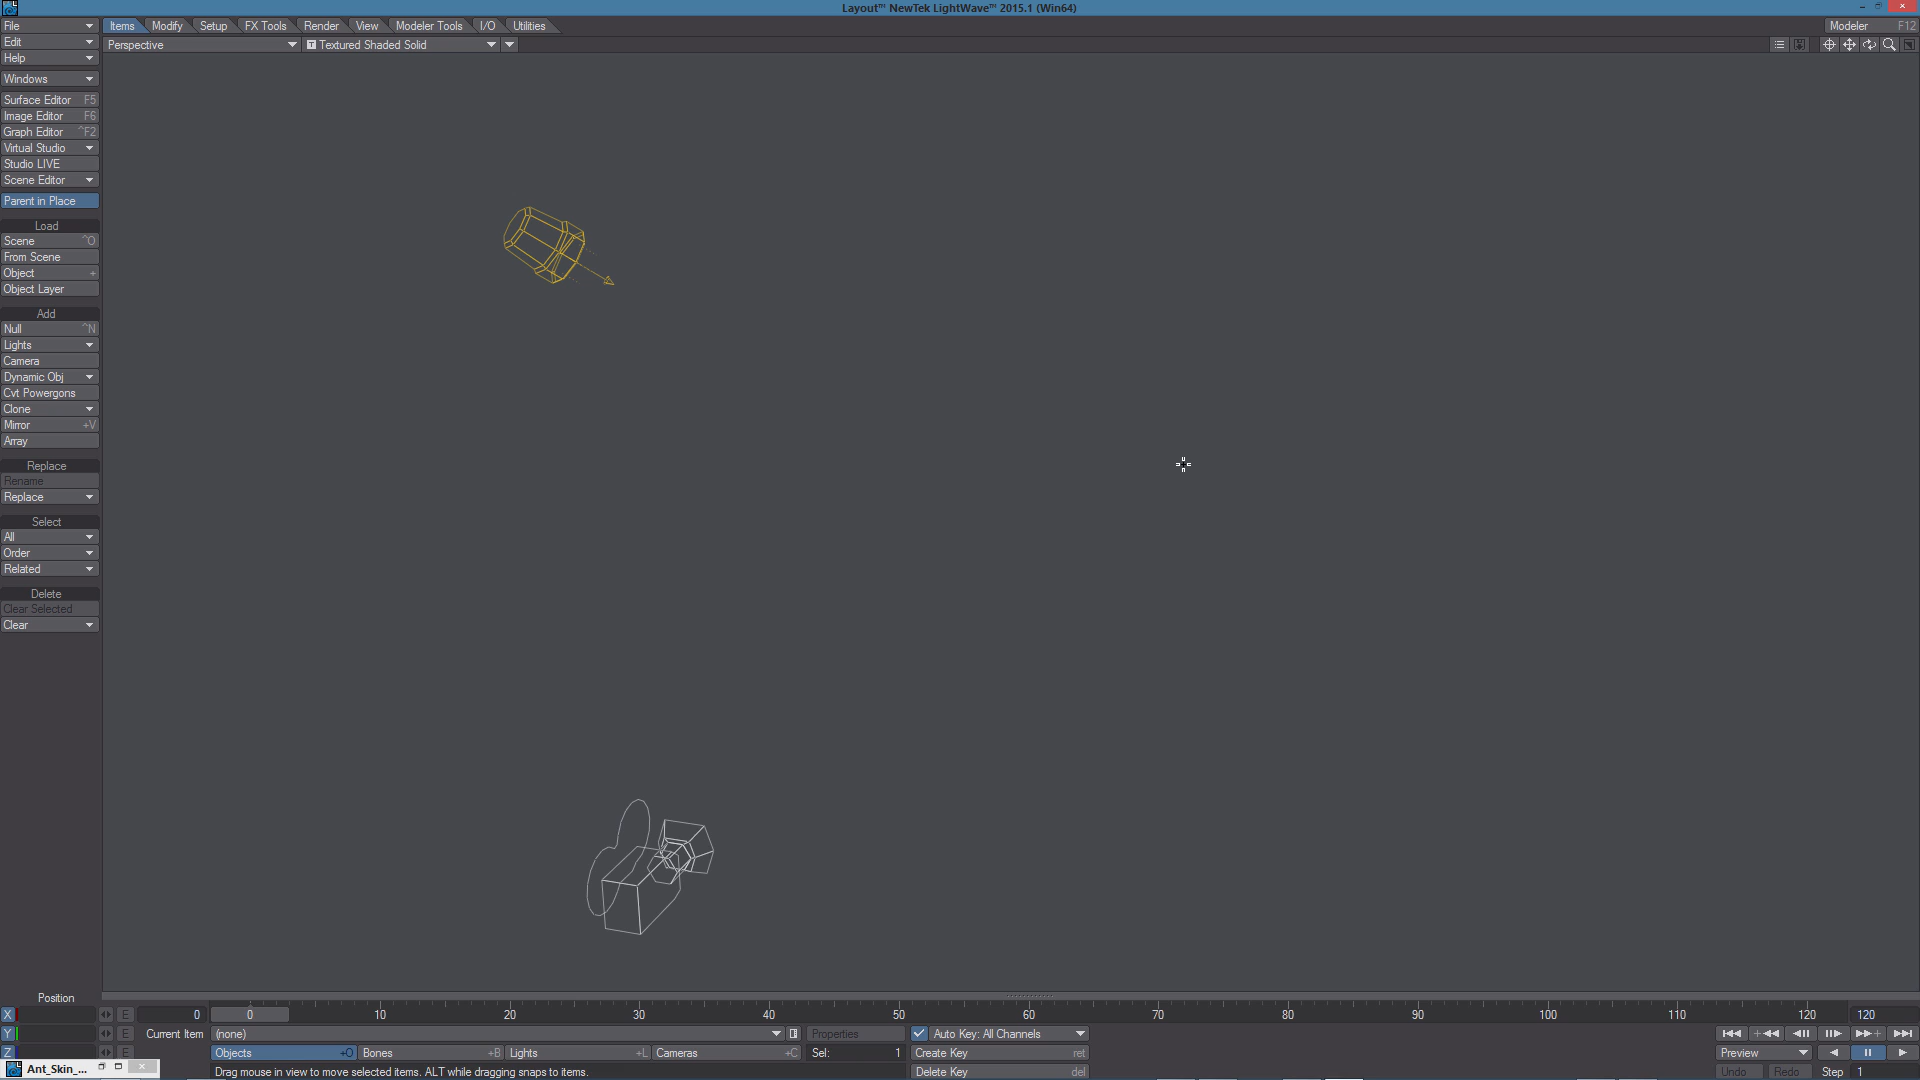 Layout™ NewTek LightWave™ 2015.1 (Win64)
File Items Modify Setup FX Tools Render View Modeler Tools I/O Utilities Modeler F12
Edit Perspective T Textured Shaded Solid
Help
Windows
Surface Editor F5
Image Editor F6
Graph Editor ^F2
Virtual Studio
Studio LIVE
Scene Editor
Parent in Place
Load
Scene ^O
From Scene
Object +
Object Layer
Add
Null ^N
Lights
Camera
Dynamic Obj
Cvt Powergons
Clone
Mirror +V
Array
Replace
Rename
Replace
Select
All
Order
Related
Delete
Clear Selected
Clear
Position
X E 0 0 10 20 30 40 50 60 70 80 90 100 110 120 120
Y E Current Item (none) Properties Auto Key: All Channels
Z E Objects +O Bones +B Lights +L Cameras +C Sel: 1 Create Key ret Preview
Ant_Skin_... Drag mouse in view to move selected items. ALT while dragging snaps to items. Delete Key del Undo Redo Step 1